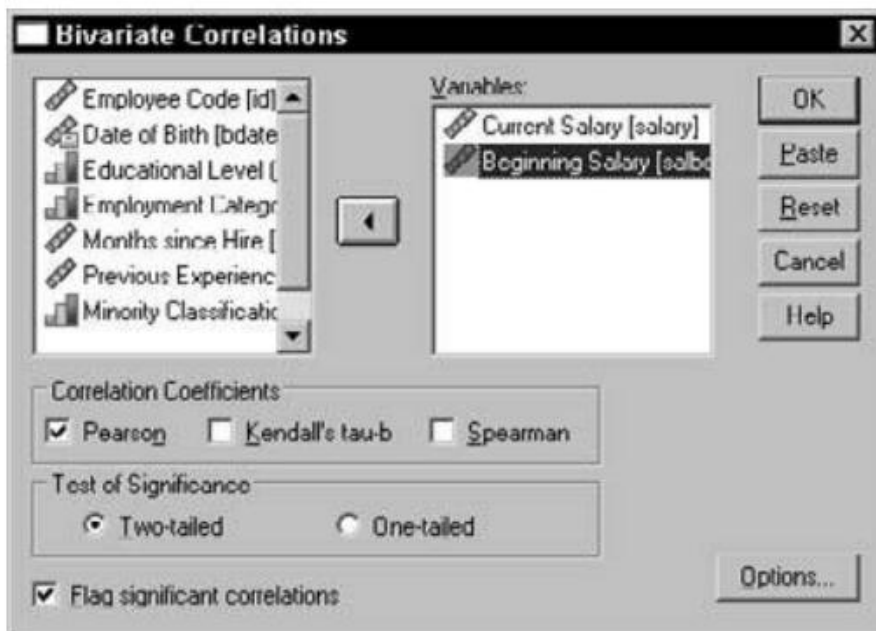 Bivariate Correlations
Employee Code [id]
Date of Birth [bdate
Educational Level (
Employment Catego
Months since Hire [
Previous Experienc
Minority Classificatic
Variables:
Current Salary [salary]
Beginning Salary [salbe
OK
Paste
Reset
Cancel
Help
Correlation Coefficients
Pearson Kendall's tau-b Spearman
Test of Significance
Two-tailed One-tailed
Flag significant correlations
Options...